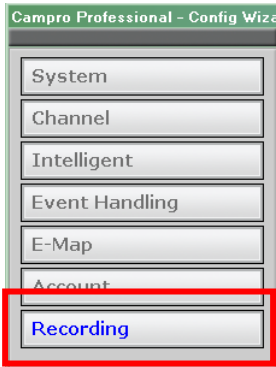 Campro Professional - Config Wiza
System
Channel
Intelligent
Event Handling
E-Map
Account
Recording